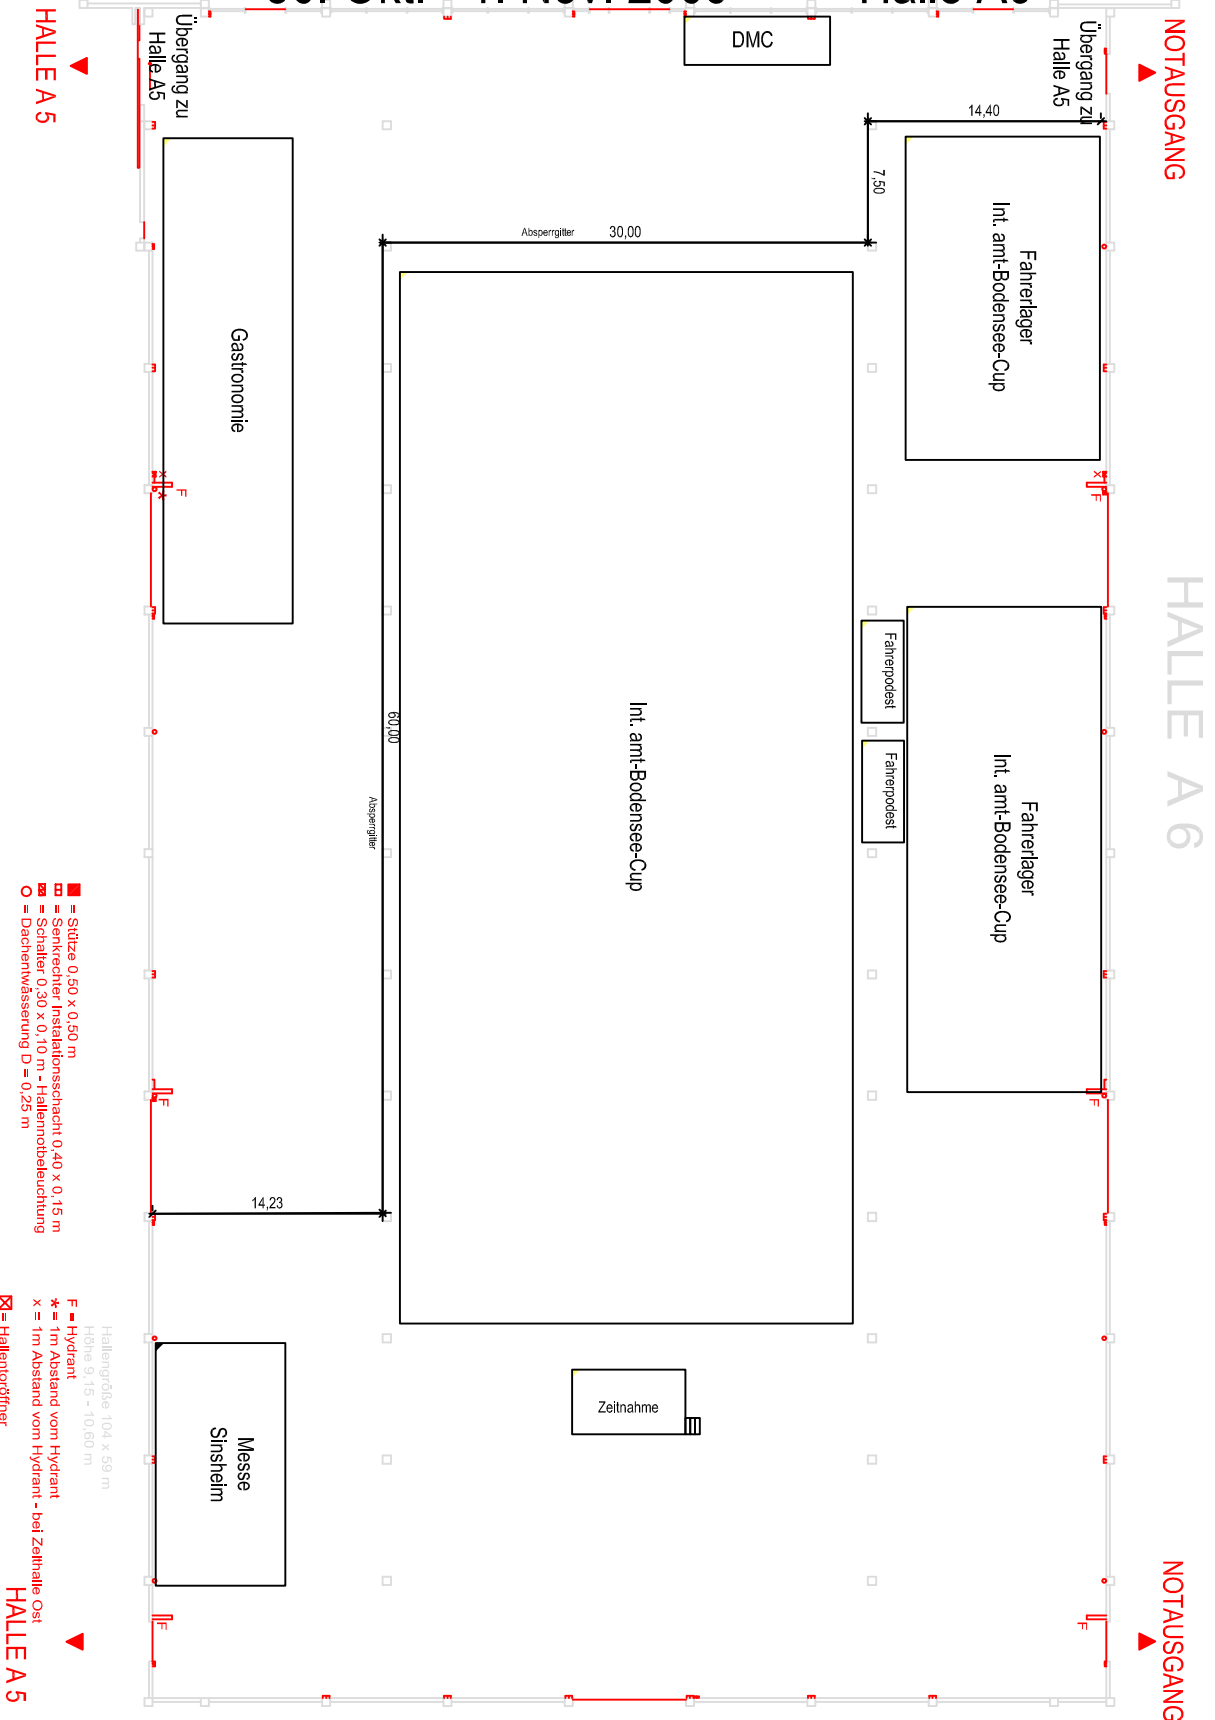 DMC
Übergang zu
Halle A5
HALLE A 5
Übergang zu
Halle A5
NOTAUSGANG
14,40
7,50
Absperrgitter
30,00
Fahrerlager
Int. amt-Bodensee-Cup
Gastronomie
F
x
*
x
F
HALLE A 6
Fahrerpodest
Fahrerpodest
Fahrerlager
Int. amt-Bodensee-Cup
Int. amt-Bodensee-Cup
60,00
Absperrgitter
F
F
14,23
= Stütze 0,50 x 0,50 m
= Senkrechter Instalationsschacht 0,40 x 0,15 m
= Schalter 0,30 x 0,10 m - Hallennotbeleuchtung
= Dachentwässerung D = 0,25 m
Hallengröße 104 x 59 m
Höhe 9,15 - 10,60 m
F = Hydrant
* = 1m Abstand vom Hydrant
x = 1m Abstand vom Hydrant - bei Zelthalle Ost
= Hallentoröffner
Zeitnahme
Messe
Sinsheim
F
F
HALLE A 5
NOTAUSGANG